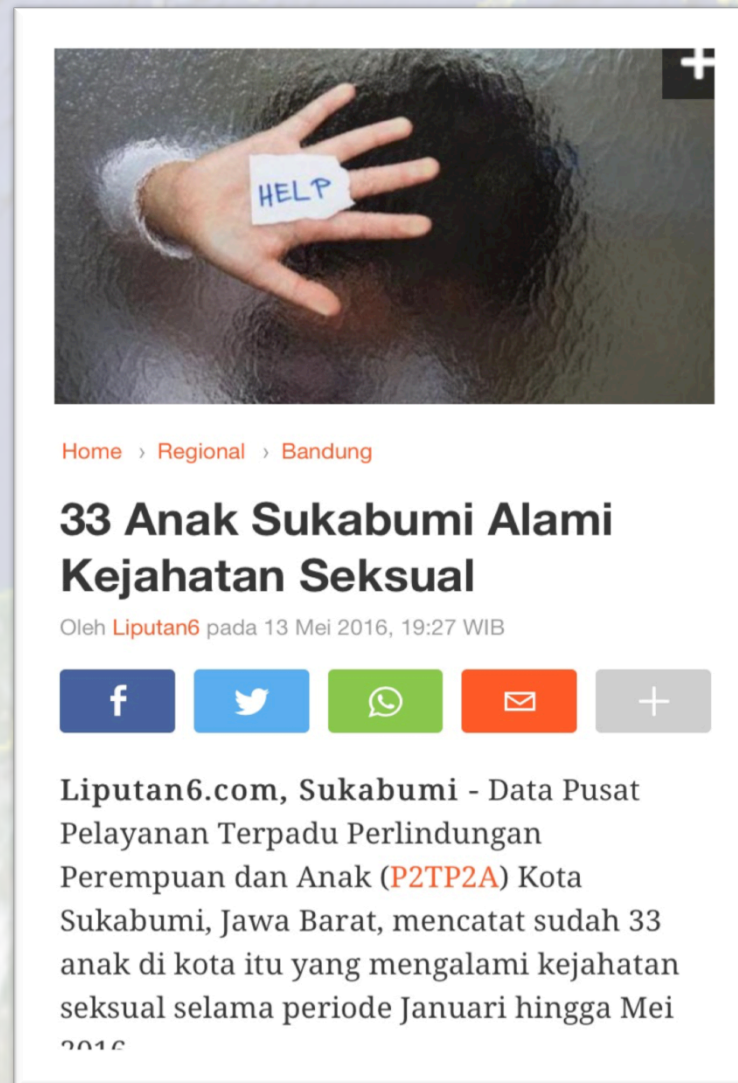 HELP
Home › Regional › Bandung
33 Anak Sukabumi Alami
Kejahatan Seksual
Oleh Liputan6 pada 13 Mei 2016, 19:27 WIB
Liputan6.com, Sukabumi - Data Pusat
Pelayanan Terpadu Perlindungan
Perempuan dan Anak (P2TP2A) Kota
Sukabumi, Jawa Barat, mencatat sudah 33
anak di kota itu yang mengalami kejahatan
seksual selama periode Januari hingga Mei
2016